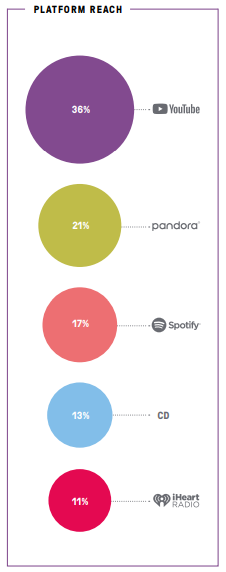 PLATFORM REACH
36%
YouTube
21%
pandora®
17%
Spotify®
13%
CD
11%
iHeart
RADIO